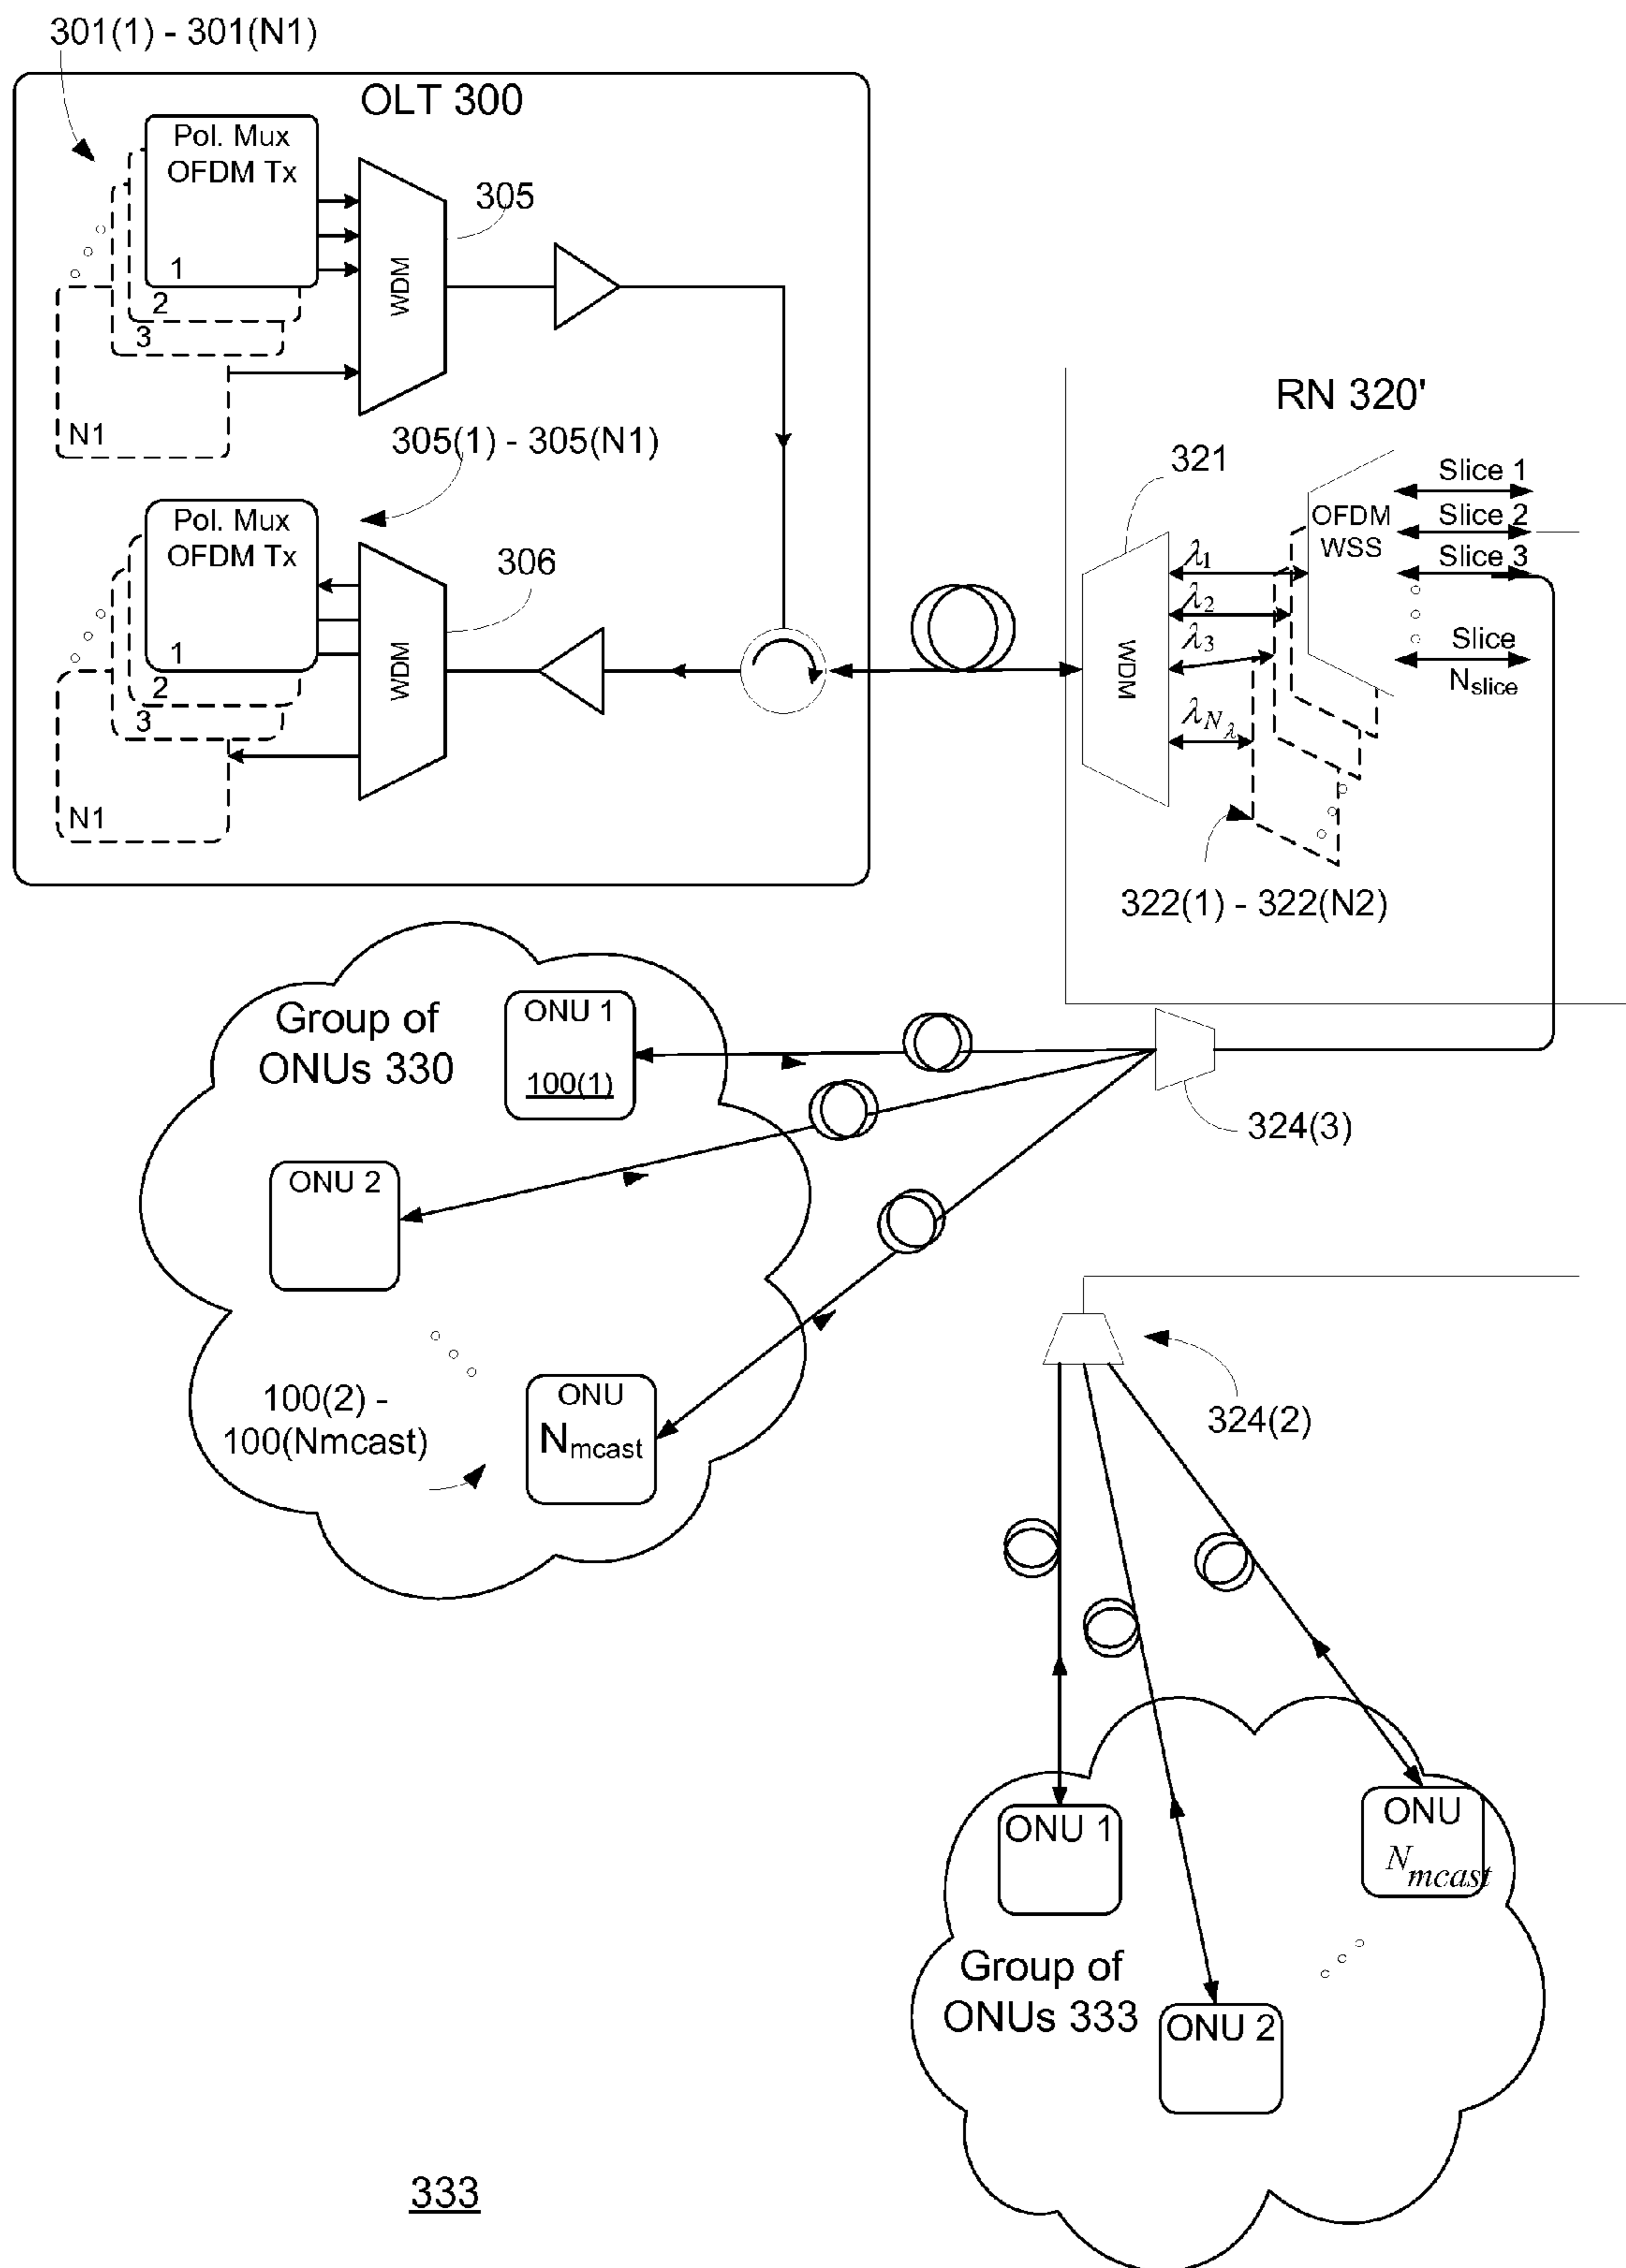 301(1) - 301(N1)
OLT 300
Pol. Mux
OFDM Tx
1
2
3
N1
WDM
305
305(1) - 305(N1)
Pol. Mux
OFDM Tx
1
2
3
N1
WDM
306
RN 320'
321
WDM
λ1
λ2
λ3
λNλ
OFDM
WSS
Slice 1
Slice 2
Slice 3
Slice
Nslice
322(1) - 322(N2)
Group of
ONUs 330
ONU 1
100(1)
ONU 2
100(2) -
100(Nmcast)
ONU
Nmcast
324(3)
324(2)
ONU 1
ONU
Nmcast
Group of
ONUs 333
ONU 2
333